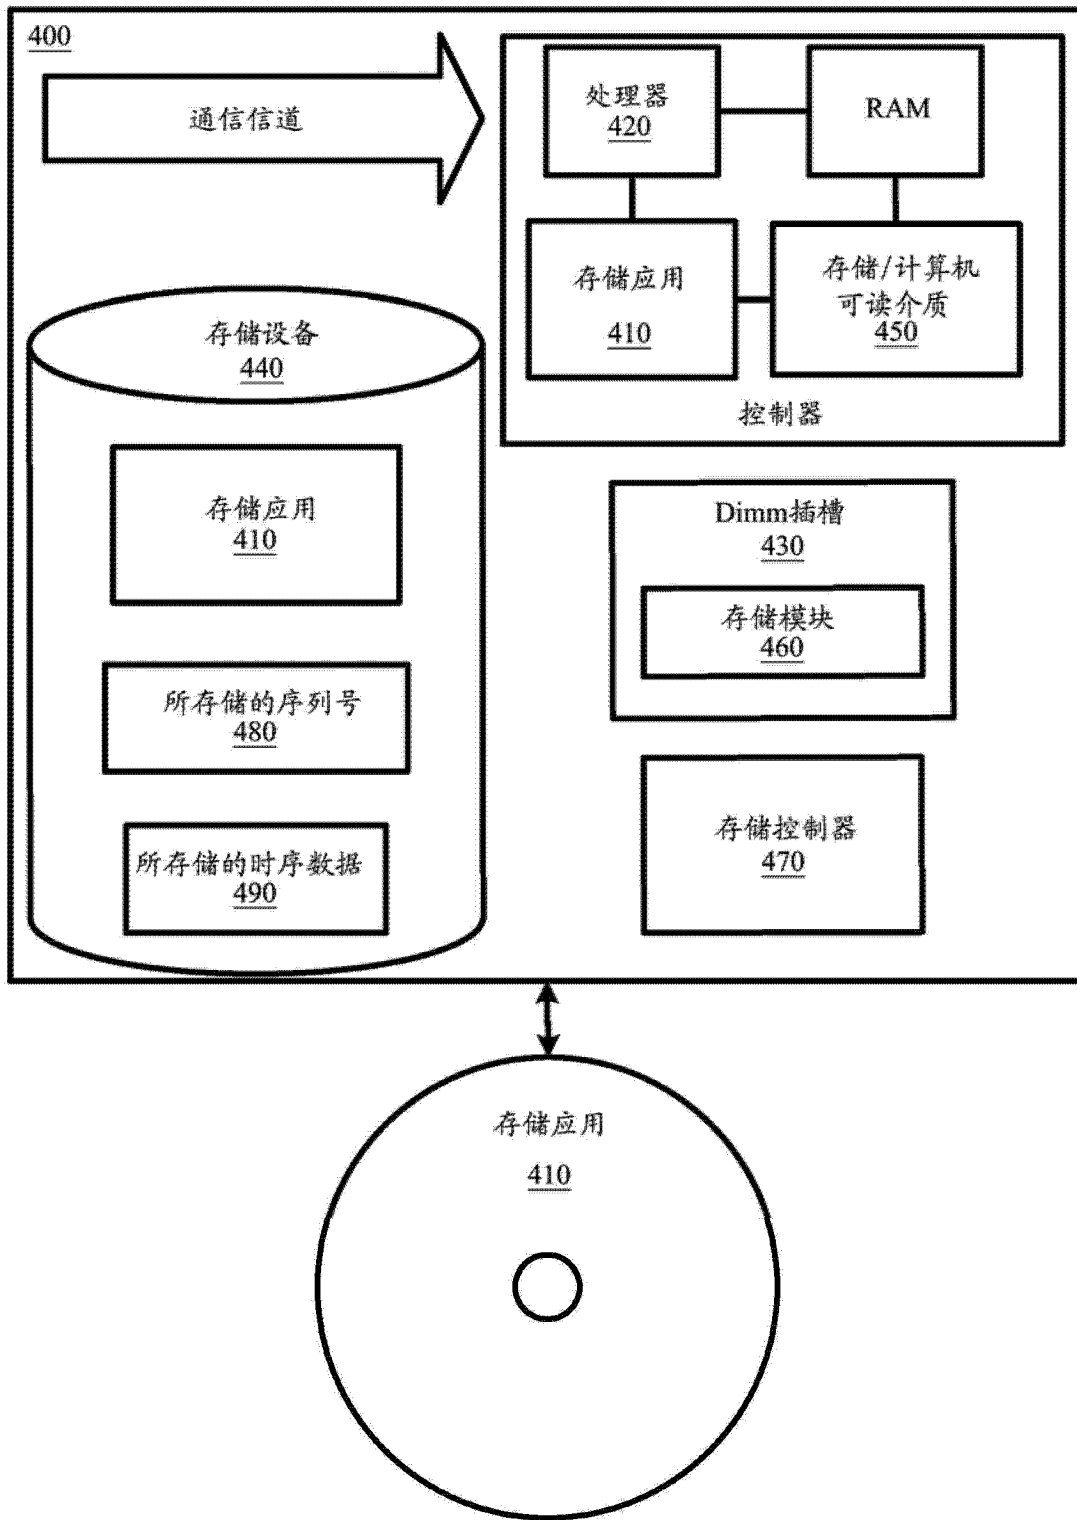 400
通信信道
处理器
420
RAM
存储应用
410
存储/计算机
可读介质
450
控制器
存储设备
440
存储应用
410
所存储的序列号
480
所存储的时序数据
490
Dimm插槽
430
存储模块
460
存储控制器
470
存储应用
410